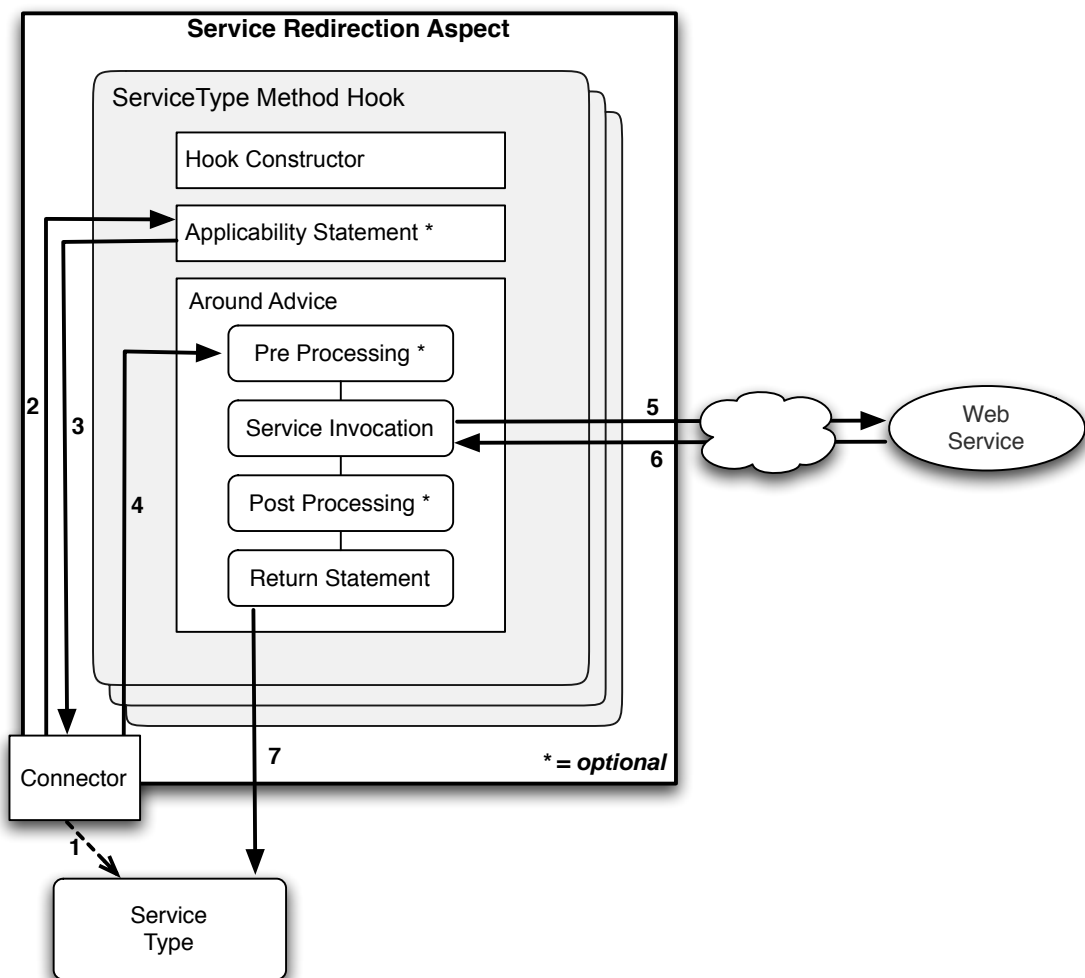 Service Redirection Aspect
ServiceType Method Hook
Hook Constructor
Applicability Statement *
Around Advice
Pre Processing *
2
3
Service Invocation
5
6
Web
Service
4
Post Processing *
Return Statement
7
* = optional
Connector
1
Service
Type